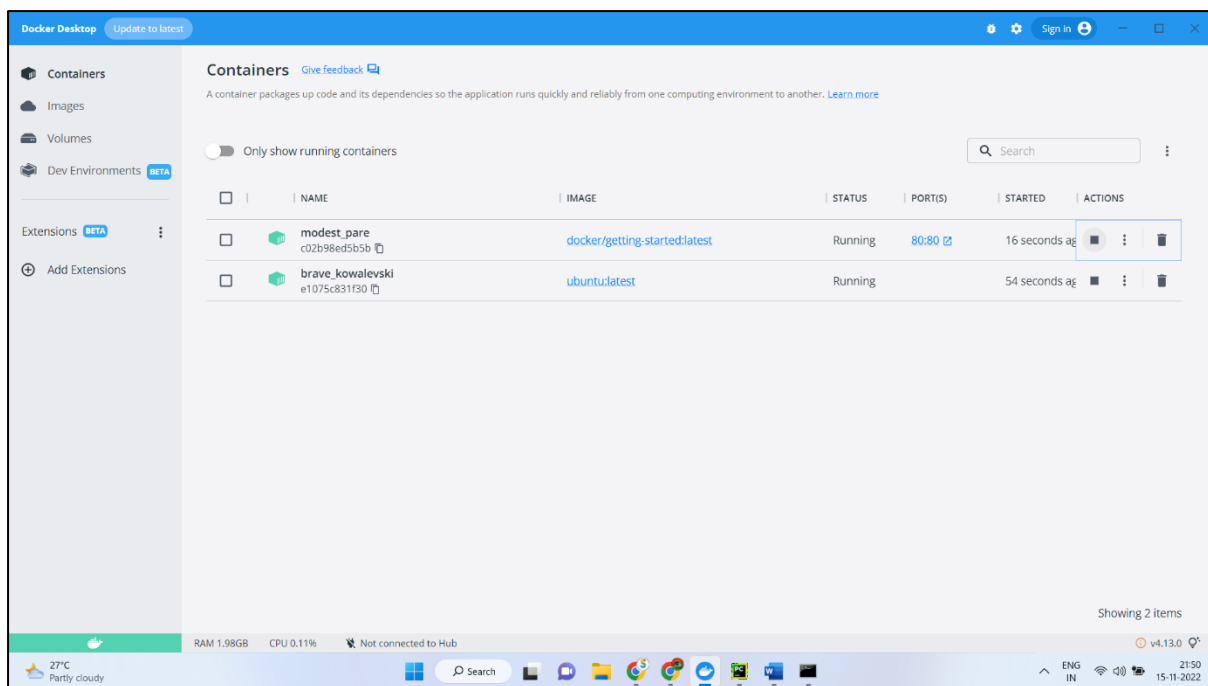 Docker Desktop Update to latest Sign in
Containers
Images
Volumes
Dev Environments BETA
Extensions BETA
Add Extensions
Containers Give feedback
A container packages up code and its dependencies so the application runs quickly and reliably from one computing environment to another. Learn more
Only show running containers Search
NAME IMAGE STATUS PORT(S) STARTED ACTIONS
modest_pare docker/getting-started:latest Running 80:80 16 seconds ag
c02b98ed5b5b
brave_kowalevski ubuntu:latest Running 54 seconds ag
e1075c831f30
Showing 2 items
RAM 1.98GB CPU 0.11% Not connected to Hub v4.13.0
27°C
Partly cloudy
Search
ENG
IN
21:50
15-11-2022